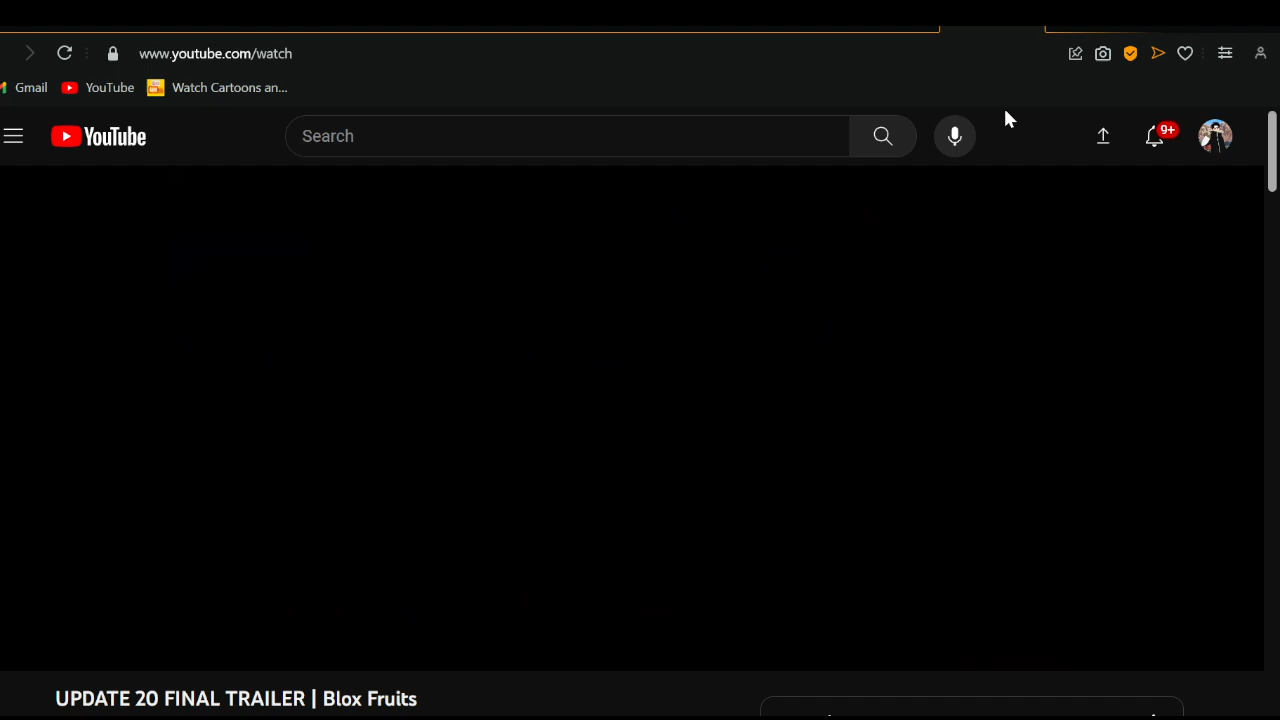 www.youtube.com/watch
Gmail YouTube Watch Cartoons an...
YouTube Search 9+
UPDATE 20 FINAL TRAILER | Blox Fruits